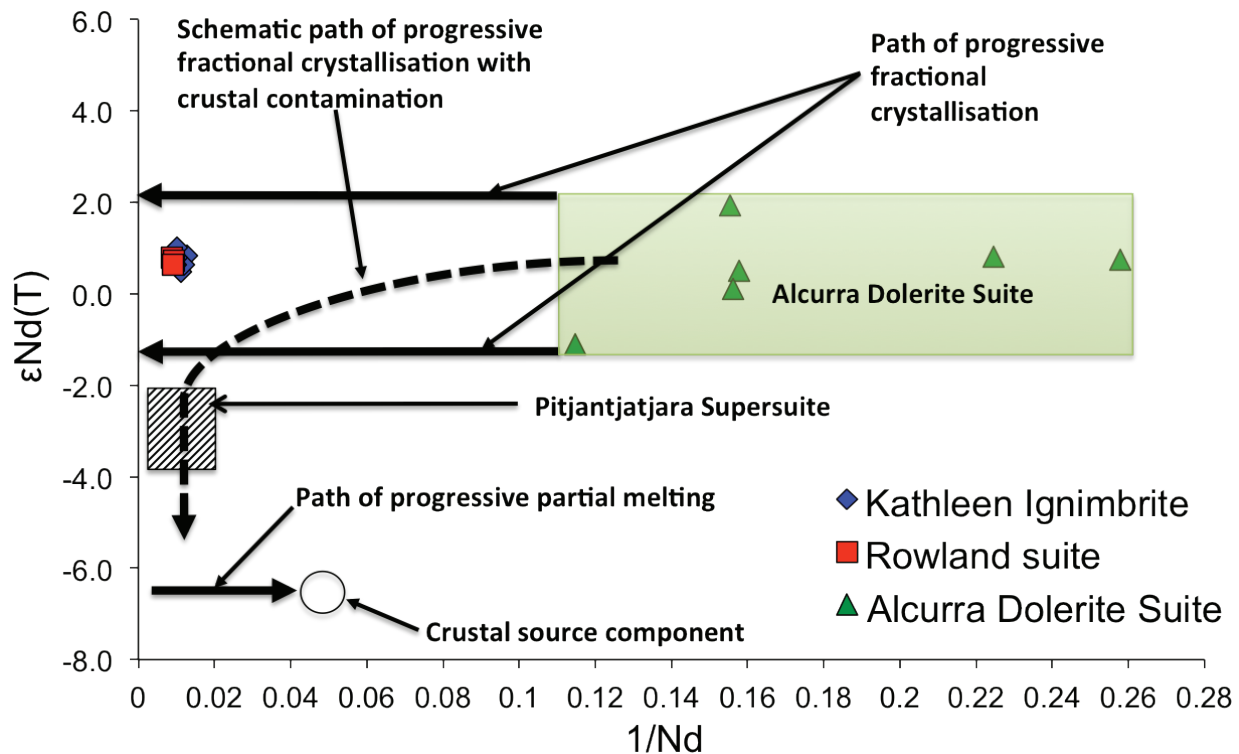 Schematic path of progressive
fractional crystallisation with
crustal contamination
Path of progressive
fractional
crystallisation
6.0
4.0
2.0
0.0
-2.0
-4.0
-6.0
-8.0
εNd(T)
Alcurra Dolerite Suite
Pitjantjatjara Supersuite
Path of progressive partial melting
Crustal source component
Kathleen Ignimbrite
Rowland suite
Alcurra Dolerite Suite
0 0.02 0.04 0.06 0.08 0.1 0.12 0.14 0.16 0.18 0.2 0.22 0.24 0.26 0.28
1/Nd